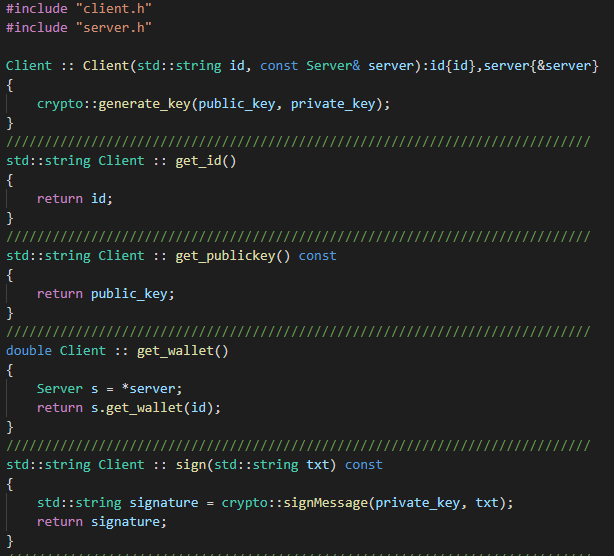 #include "client.h"
#include "server.h"

Client :: Client(std::string id, const Server& server):id{id},server{&server}
{
    crypto::generate_key(public_key, private_key);
}
////////////////////////////////////////////////////////////////////////////
std::string Client :: get_id()
{
    return id;
}
////////////////////////////////////////////////////////////////////////////
std::string Client :: get_publickey() const
{
    return public_key;
}
////////////////////////////////////////////////////////////////////////////
double Client :: get_wallet()
{
    Server s = *server;
    return s.get_wallet(id);
}
////////////////////////////////////////////////////////////////////////////
std::string Client :: sign(std::string txt) const
{
    std::string signature = crypto::signMessage(private_key, txt);
    return signature;
}